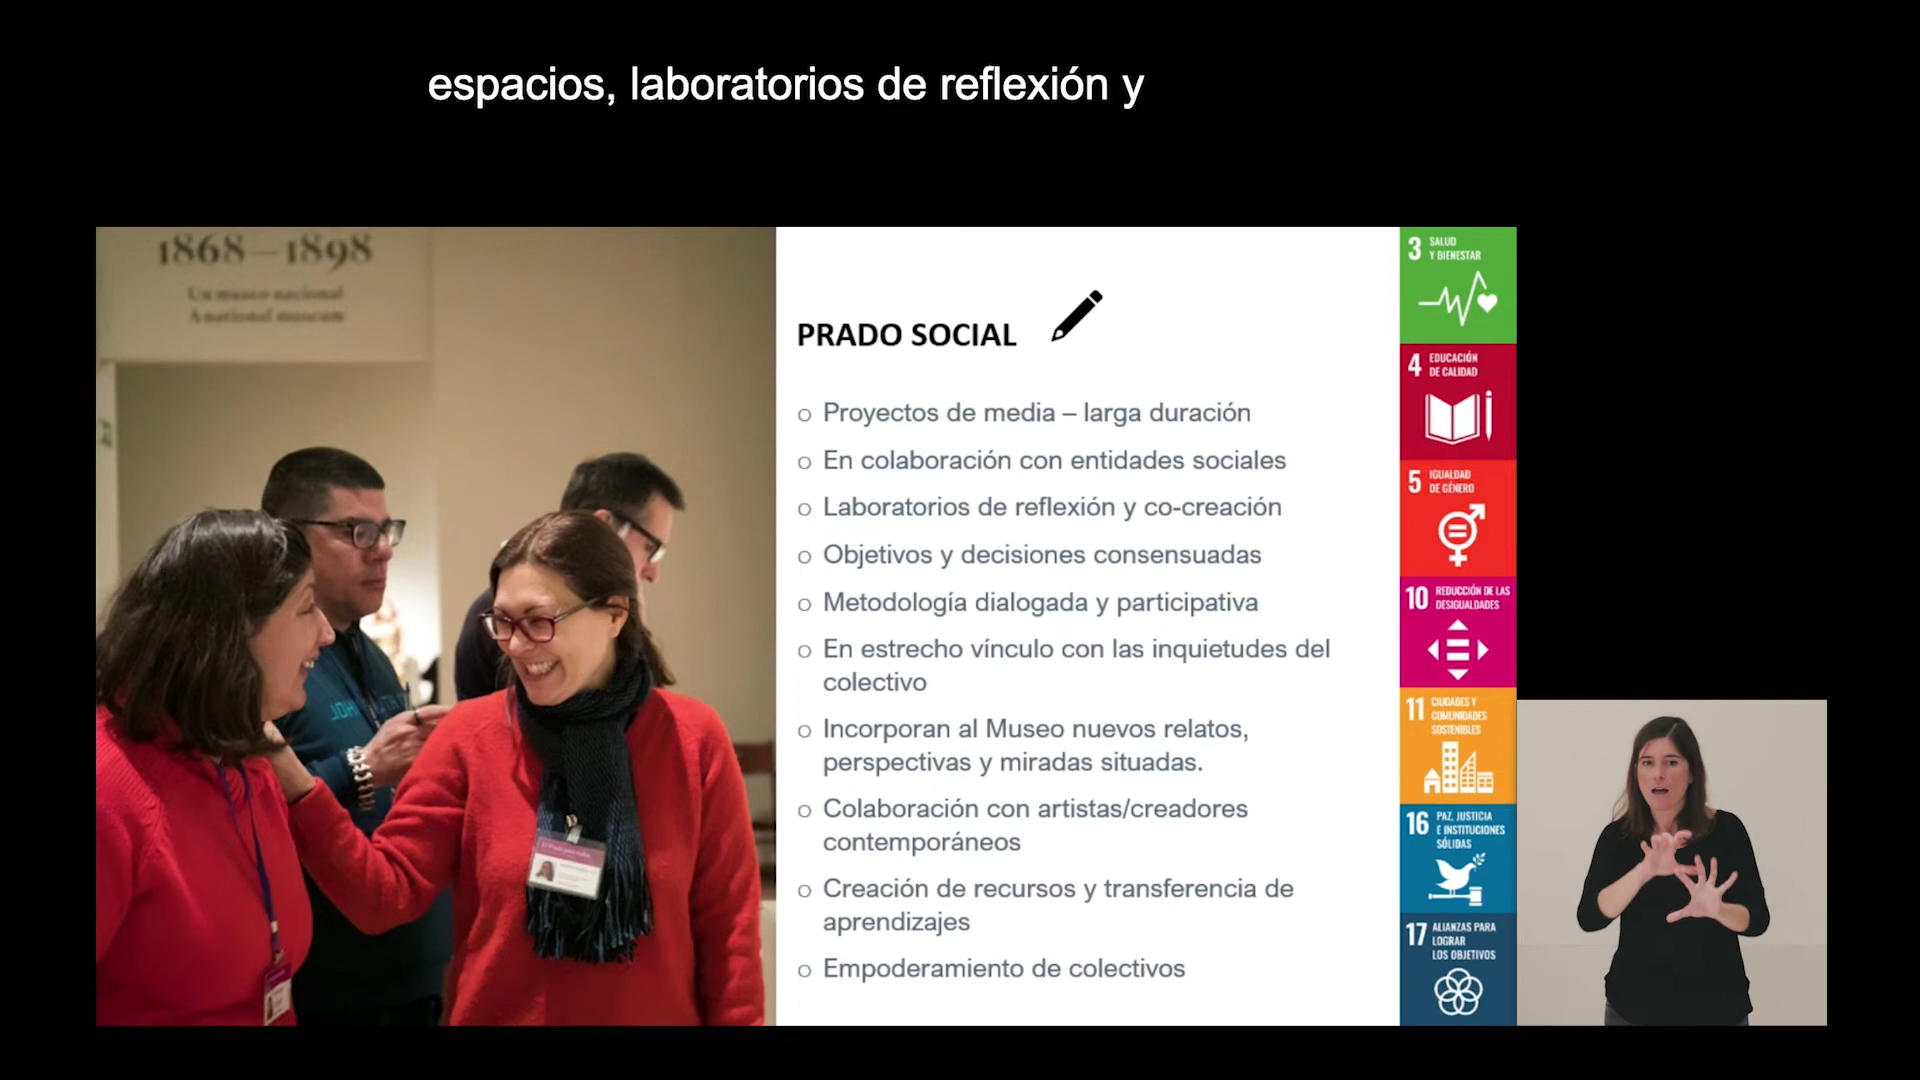 espacios, laboratorios de reflexión y
1868–1898
Un museo nacional
A national museum
PRADO SOCIAL
Proyectos de media – larga duración
En colaboración con entidades sociales
Laboratorios de reflexión y co-creación
Objetivos y decisiones consensuadas
Metodología dialogada y participativa
En estrecho vínculo con las inquietudes del
colectivo
Incorporan al Museo nuevos relatos,
perspectivas y miradas situadas.
Colaboración con artistas/creadores
contemporáneos
Creación de recursos y transferencia de
aprendizajes
Empoderamiento de colectivos
3 SALUD
Y BIENESTAR
4 EDUCACIÓN
DE CALIDAD
5 IGUALDAD
DE GÉNERO
10 REDUCCIÓN DE LAS
DESIGUALDADES
11 CIUDADES Y
COMUNIDADES
SOSTENIBLES
16 PAZ, JUSTICIA
E INSTITUCIONES
SÓLIDAS
17 ALIANZAS PARA
LOGRAR
LOS OBJETIVOS